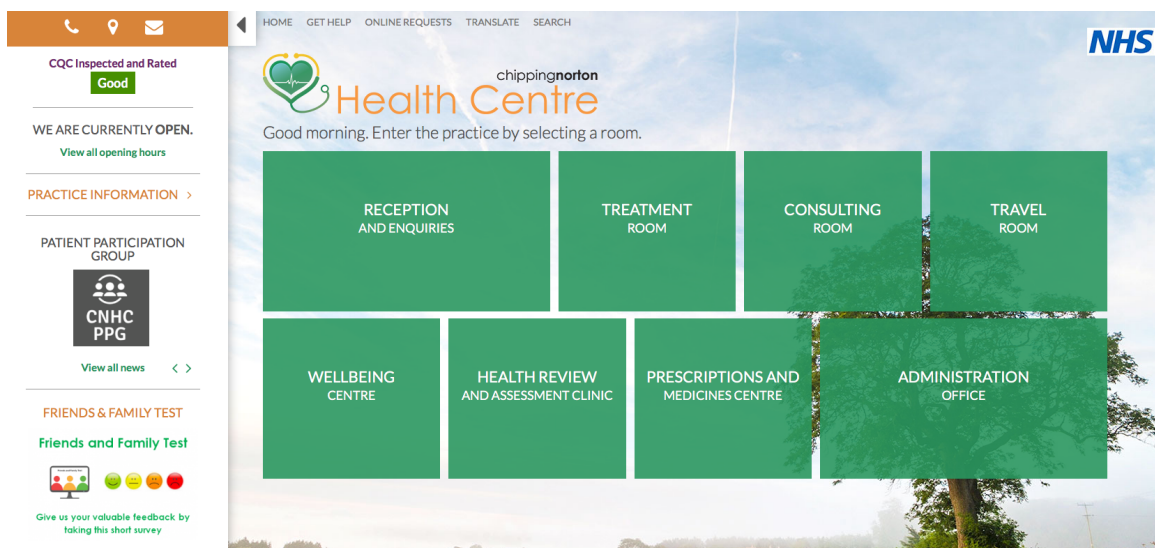 CQC Inspected and Rated
Good
WE ARE CURRENTLY OPEN.
View all opening hours
PRACTICE INFORMATION >
PATIENT PARTICIPATION
GROUP
CNHC
PPG
View all news < >
FRIENDS & FAMILY TEST
Friends and Family Test
Give us your valuable feedback by
taking this short survey
HOME GET HELP ONLINE REQUESTS TRANSLATE SEARCH
NHS
chippingnorton
Health Centre
Good morning. Enter the practice by selecting a room.
RECEPTION
AND ENQUIRIES
TREATMENT
ROOM
CONSULTING
ROOM
TRAVEL
ROOM
WELLBEING
CENTRE
HEALTH REVIEW
AND ASSESSMENT CLINIC
PRESCRIPTIONS AND
MEDICINES CENTRE
ADMINISTRATION
OFFICE